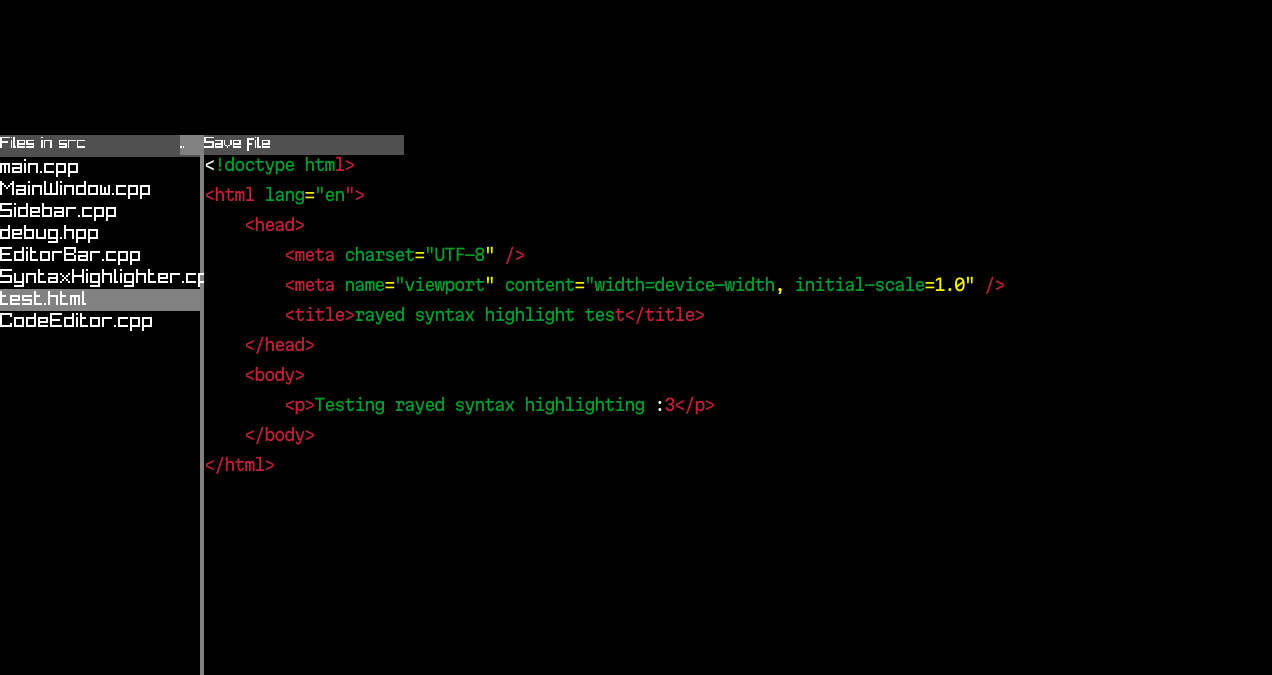 Files in src .. Save File
main.cpp
MainWindow.cpp
Sidebar.cpp
debug.hpp
EditorBar.cpp
SyntaxHighlighter.cp
test.html
CodeEditor.cpp
<!doctype html>
<html lang="en">
    <head>
        <meta charset="UTF-8" />
        <meta name="viewport" content="width=device-width, initial-scale=1.0" />
        <title>rayed syntax highlight test</title>
    </head>
    <body>
        <p>Testing rayed syntax highlighting :3</p>
    </body>
</html>